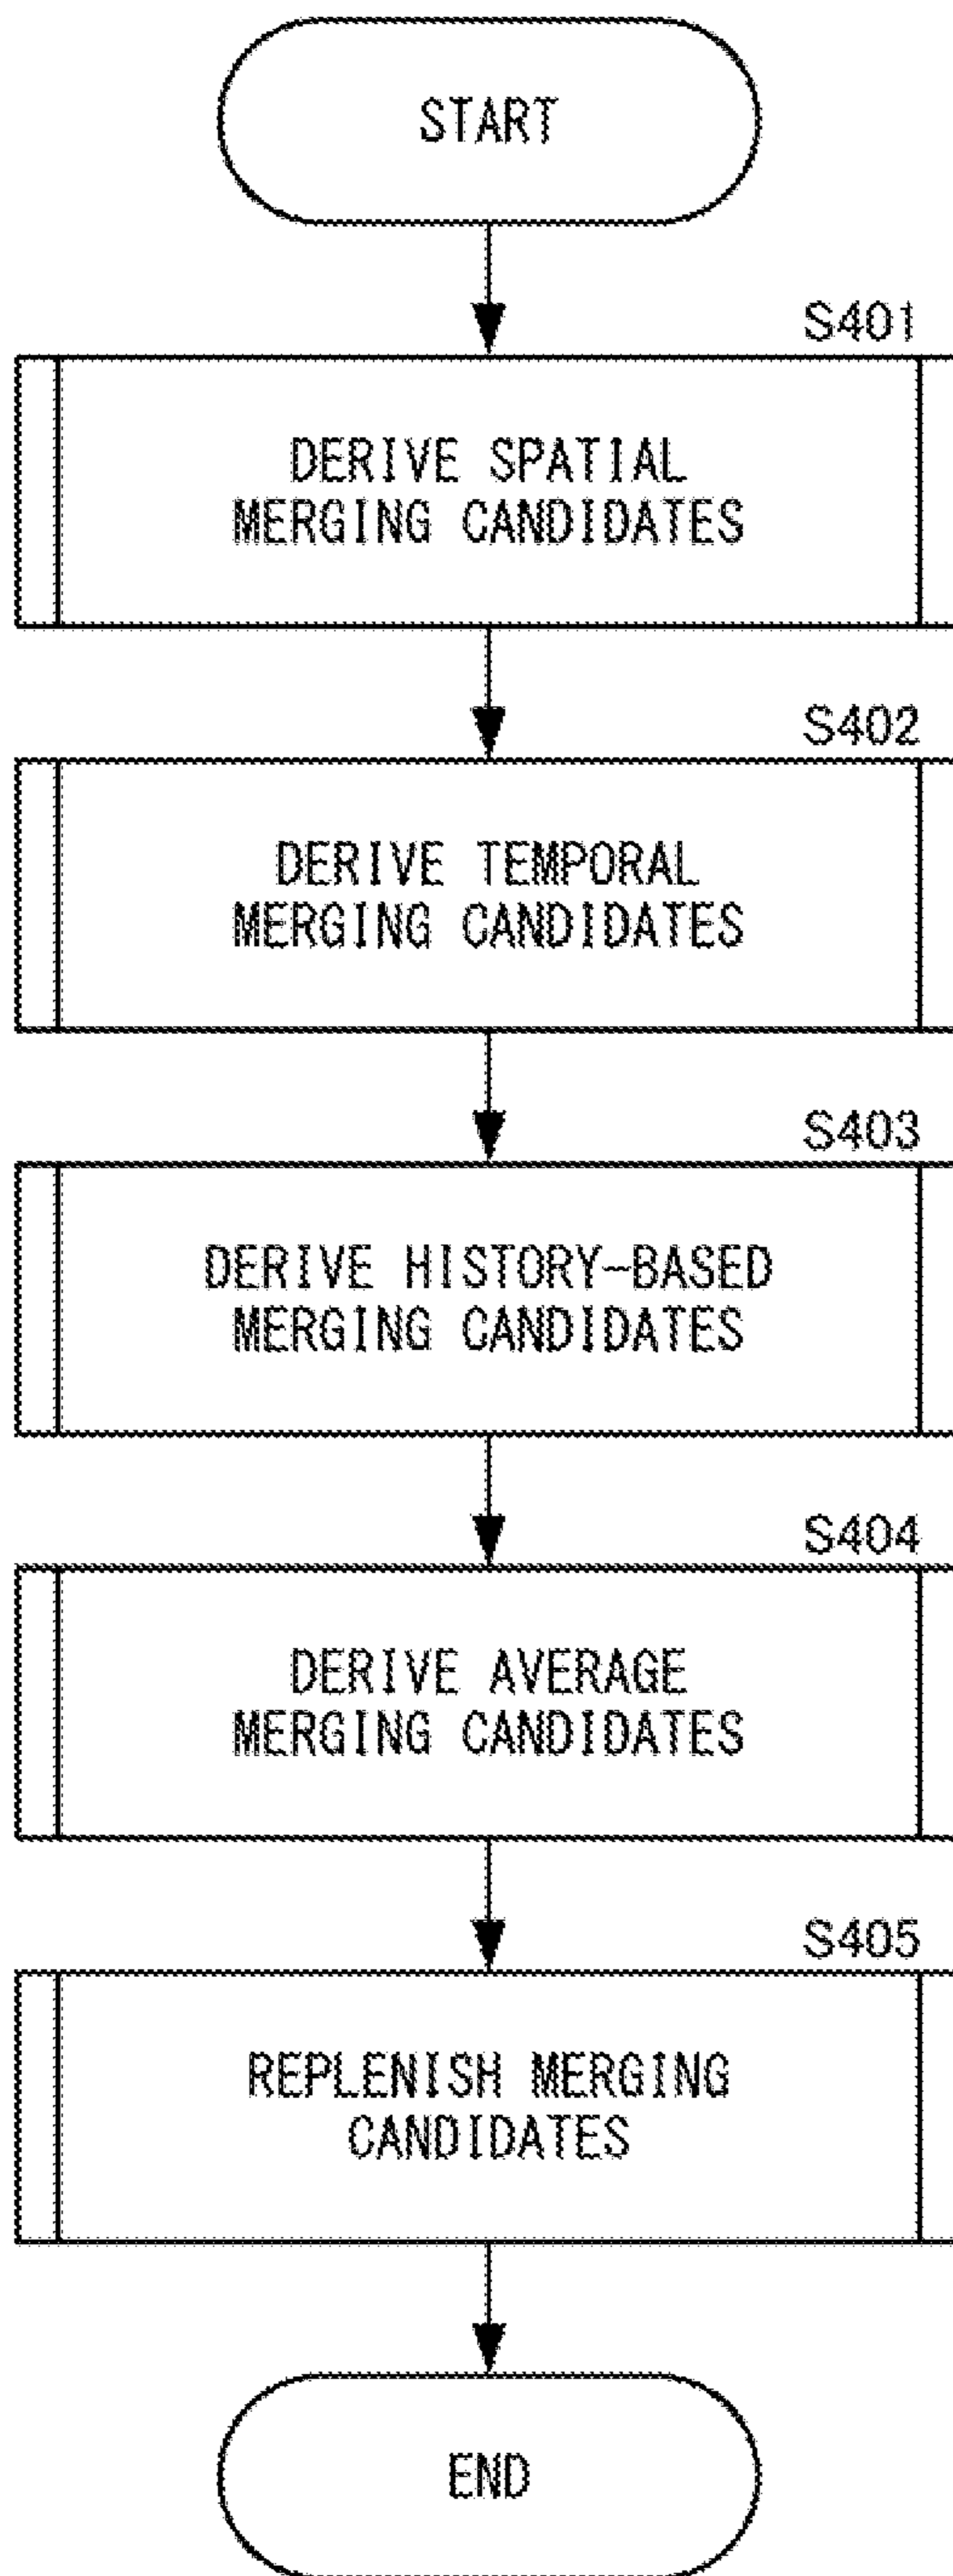 START
S401
DERIVE SPATIAL
MERGING CANDIDATES
S402
DERIVE TEMPORAL
MERGING CANDIDATES
S403
DERIVE HISTORY-BASED
MERGING CANDIDATES
S404
DERIVE AVERAGE
MERGING CANDIDATES
S405
REPLENISH MERGING
CANDIDATES
END